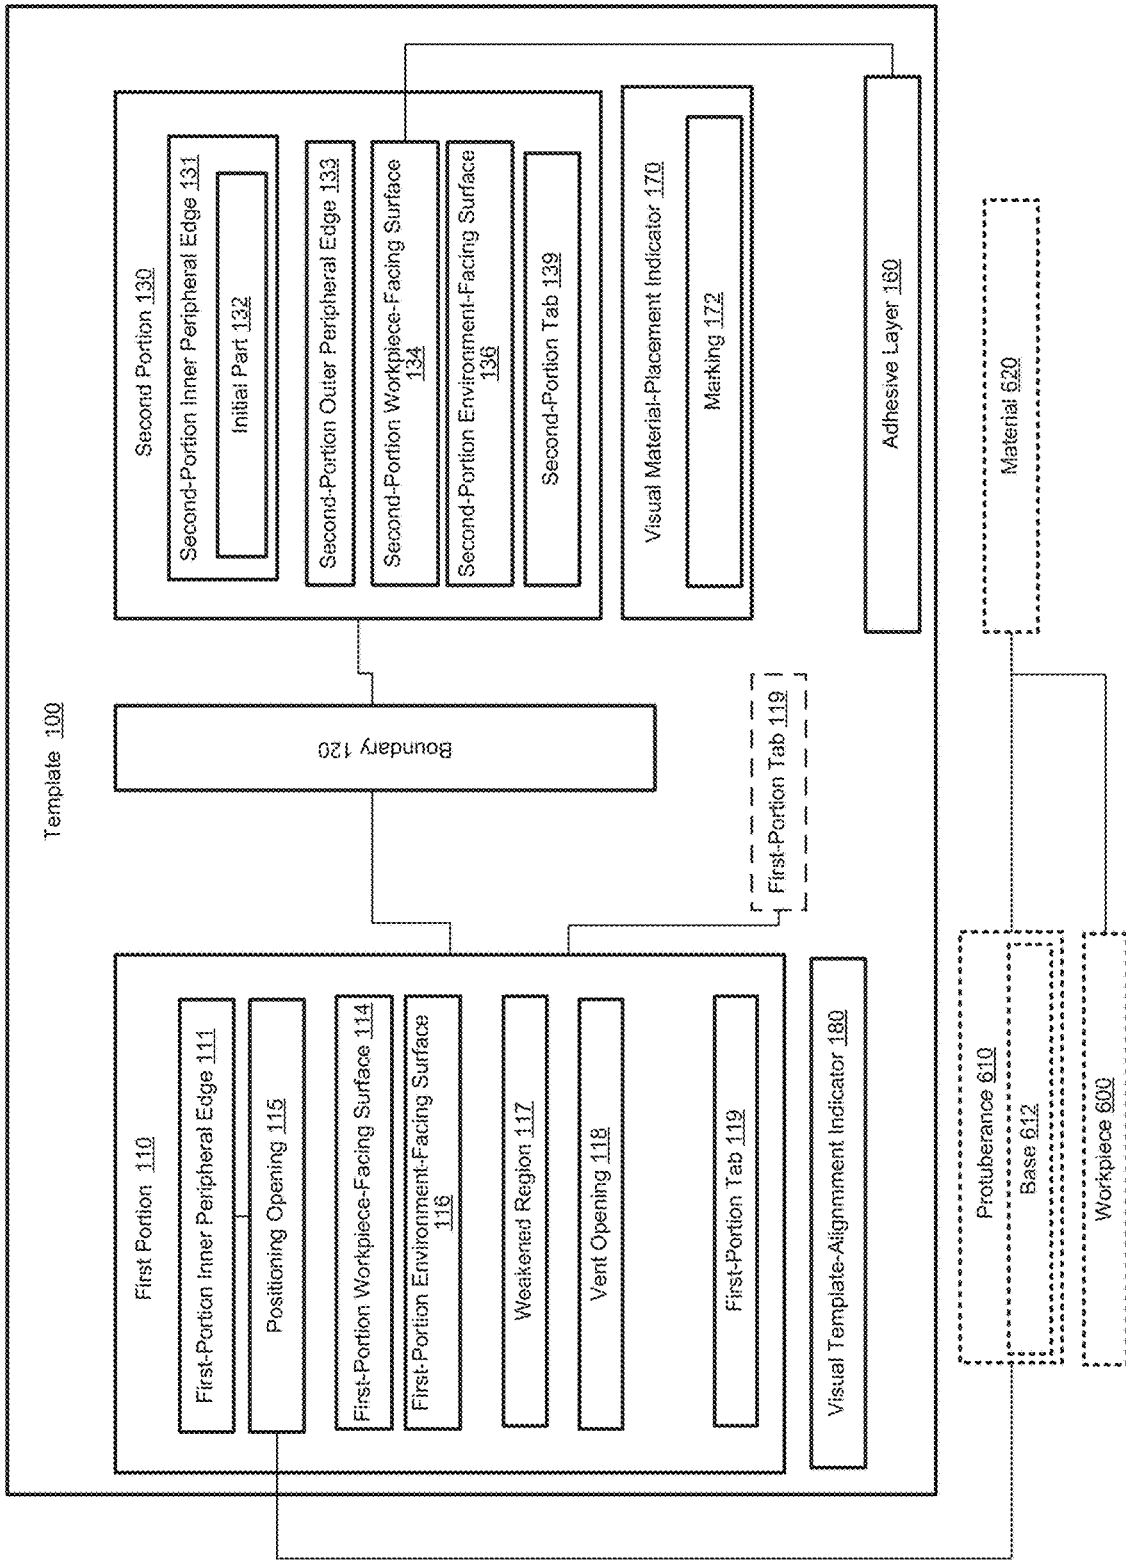 Template 100
First Portion 110
First-Portion Inner Peripheral Edge 111
Positioning Opening 115
First-Portion Workpiece-Facing Surface 114
First-Portion Environment-Facing Surface
116
Weakened Region 117
Vent Opening 118
First-Portion Tab 119
Visual Template-Alignment Indicator 180
Boundary 120
First-Portion Tab 119
Second Portion 130
Second-Portion Inner Peripheral Edge 131
Initial Part 132
Second-Portion Outer Peripheral Edge 133
Second-Portion Workpiece-Facing Surface
134
Second-Portion Environment-Facing Surface
136
Second-Portion Tab 139
Visual Material-Placement Indicator 170
Marking 172
Adhesive Layer 160
Protuberance 610
Base 612
Workpiece 600
Material 620